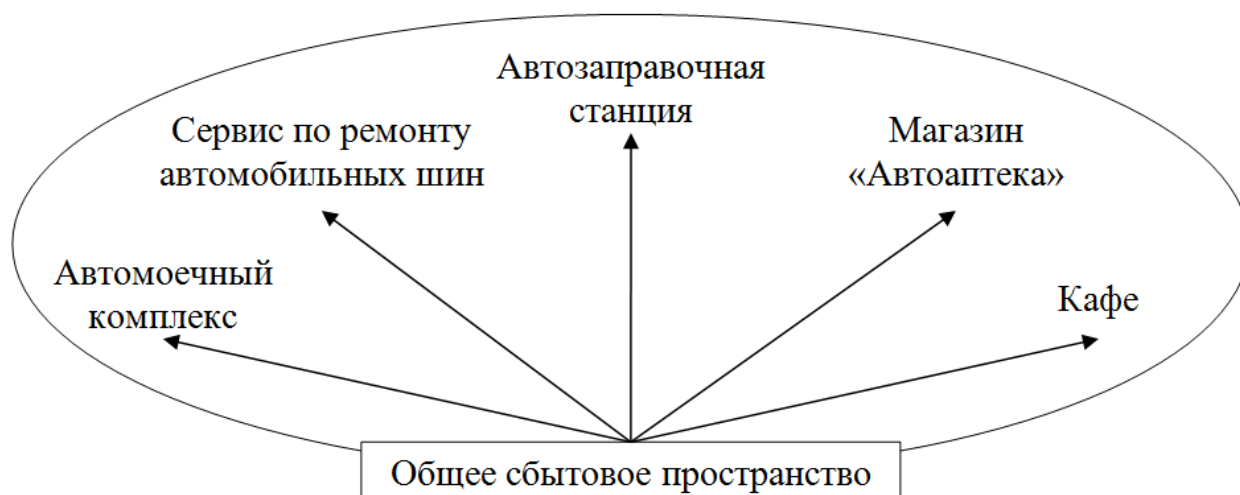 Автозаправочная
станция
Сервис по ремонту
автомобильных шин
Магазин
«Автоаптека»
Автомоечный
комплекс
Кафе
Общее сбытовое пространство